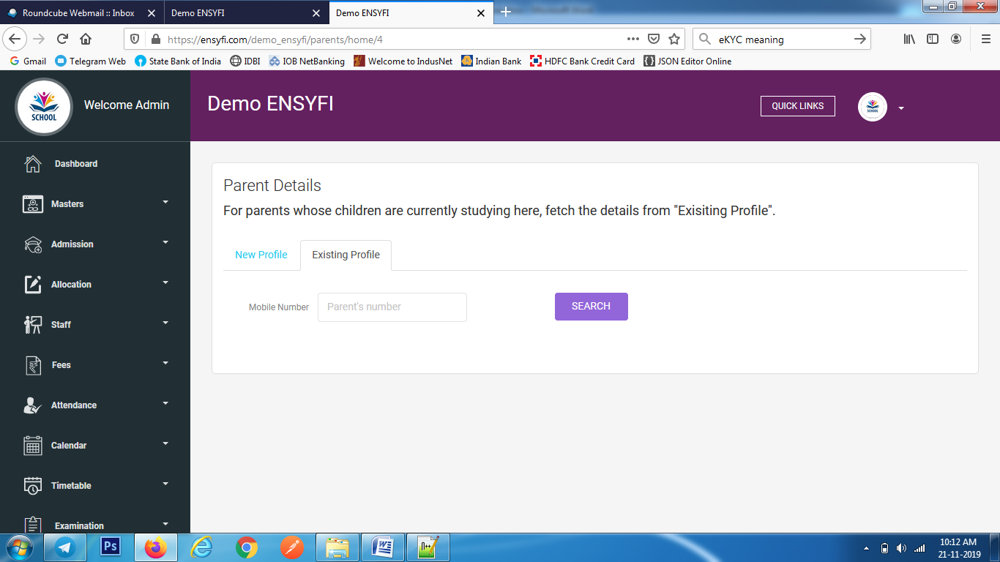 Roundcube Webmail :: Inbox
Demo ENSYFI
Demo ENSYFI
https://ensyfi.com/demo_ensyfi/parents/home/4
eKYC meaning
Gmail
Telegram Web
State Bank of India
IDBI
IOB NetBanking
Welcome to IndusNet
Indian Bank
HDFC Bank Credit Card
JSON Editor Online
SCHOOL
Welcome Admin
Demo ENSYFI
QUICK LINKS
SCHOOL
Dashboard
Masters
Admission
Allocation
Staff
Fees
Attendance
Calendar
Timetable
Examination
Parent Details
For parents whose children are currently studying here, fetch the details from "Exisiting Profile".
New Profile
Existing Profile
Mobile Number
Parent's number
SEARCH
Ps
10:12 AM
21-11-2019